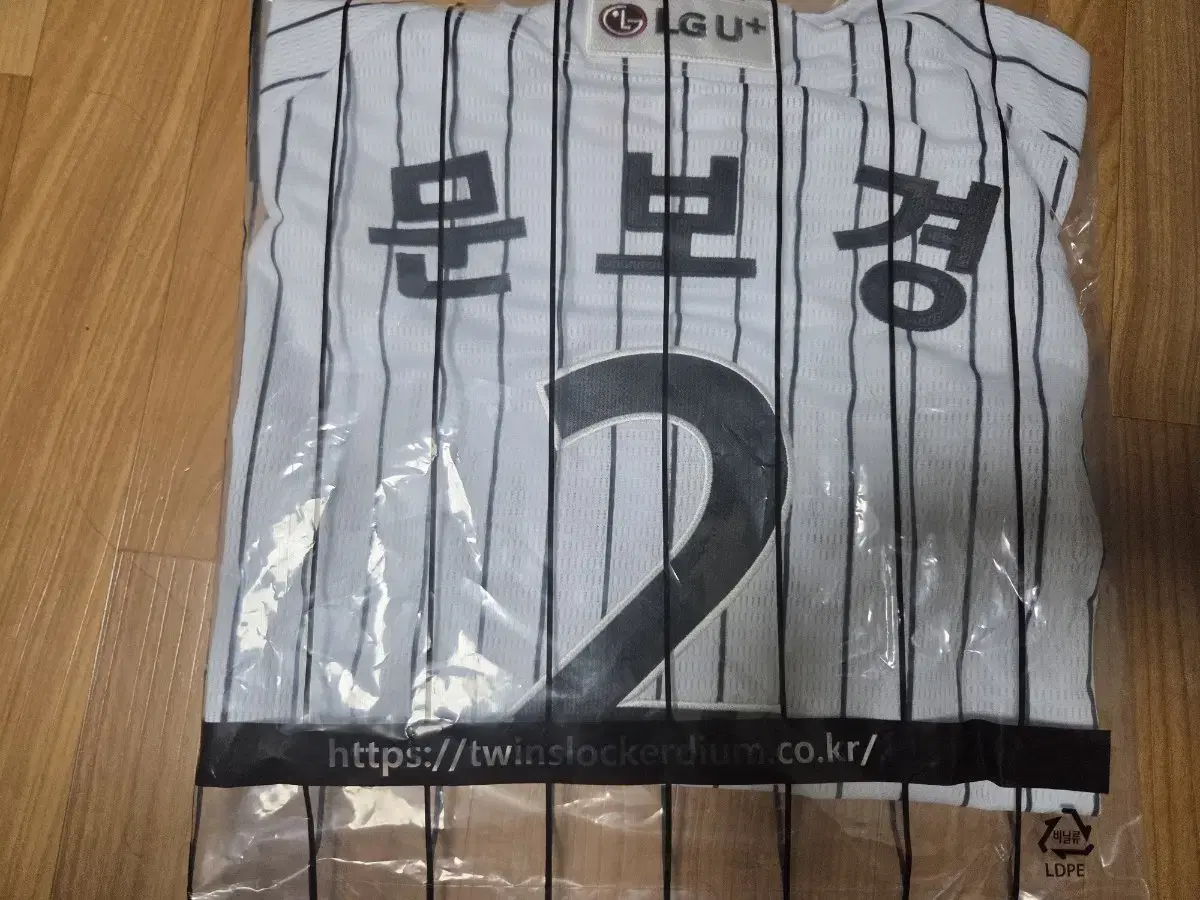 LG U+
문보경
2
https://twinslockerdium.co.kr/
비닐류
LDPE